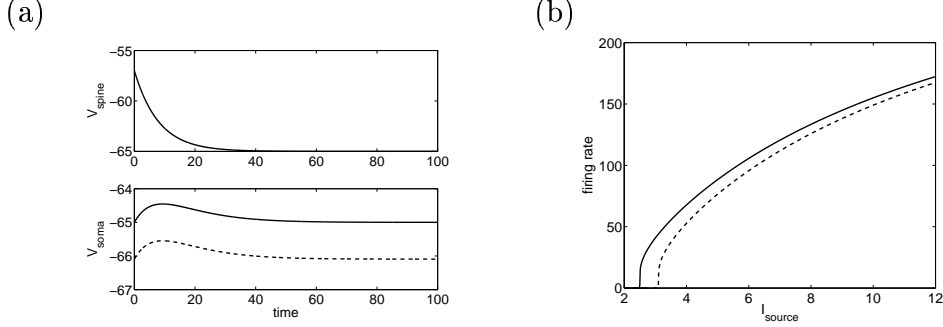 (a)
(b)
−55
−60
−65
V_spine
0 20 40 60 80 100
−64
−65
−66
−67
V_soma
0 20 40 60 80 100
time
200
150
100
50
0
firing rate
2 4 6 8 10 12
I_source